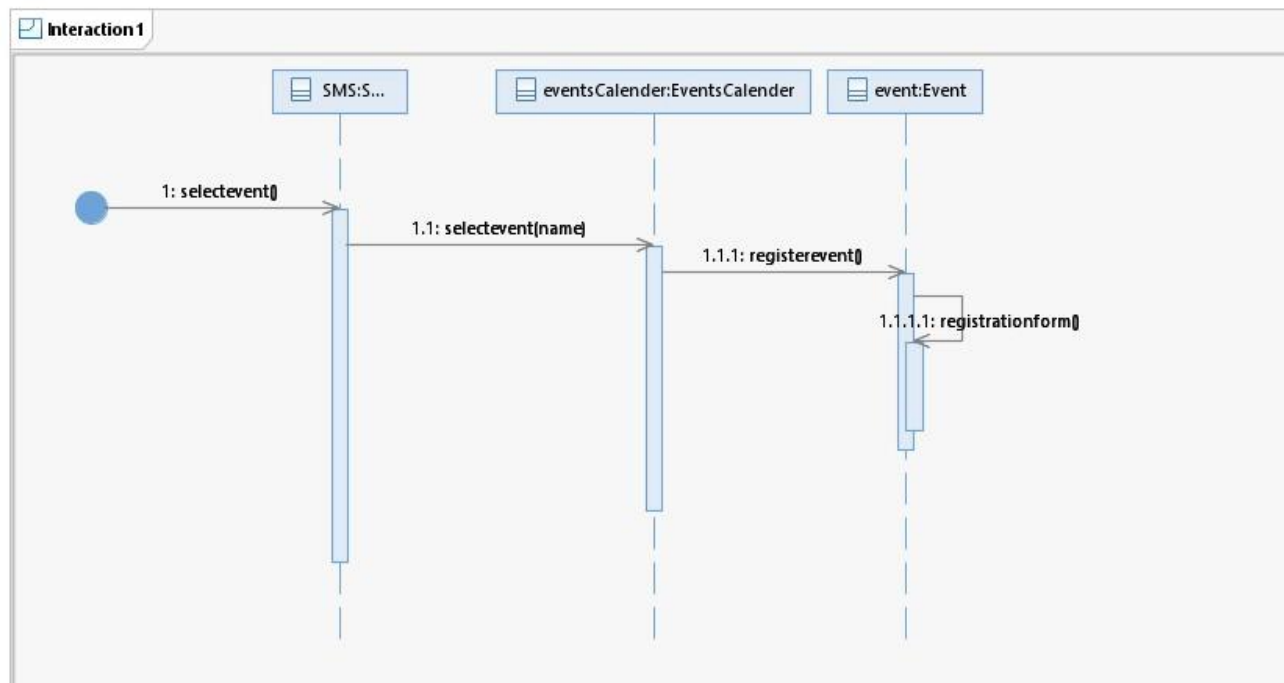 Interaction1
SMS:S...
eventsCalender:EventsCalender
event:Event
1: selectevent()
1.1: selectevent(name)
1.1.1: registerevent()
1.1.1.1: registrationform()